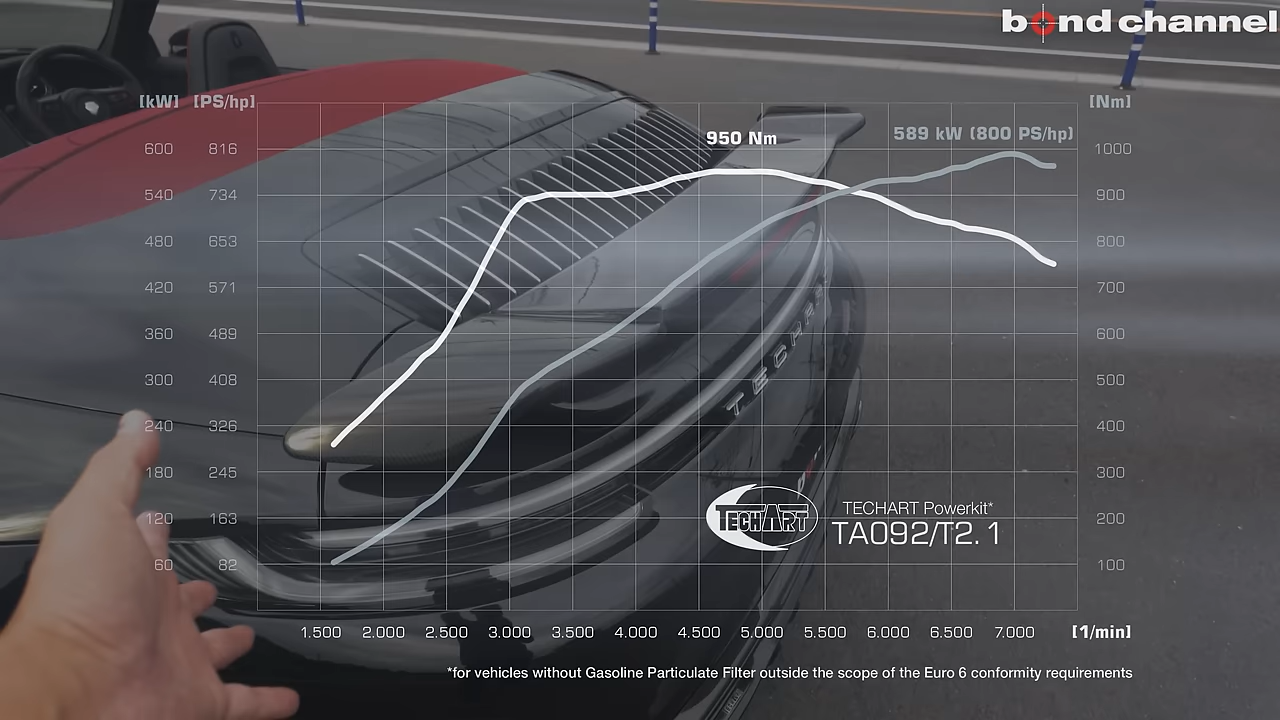 bond channel
[kW] [PS/hp] [Nm]
950 Nm
589 kW (800 PS/hp)
600 816 1000
540 734 900
480 653 800
420 571 700
360 489 600
300 408 500
240 326 400
180 245 300
120 163 200
60 82 100
TECHART
TECHART
TECHART Powerkit*
TA092/T2.1
1.500 2.000 2.500 3.000 3.500 4.000 4.500 5.000 5.500 6.000 6.500 7.000 [1/min]
*for vehicles without Gasoline Particulate Filter outside the scope of the Euro 6 conformity requirements